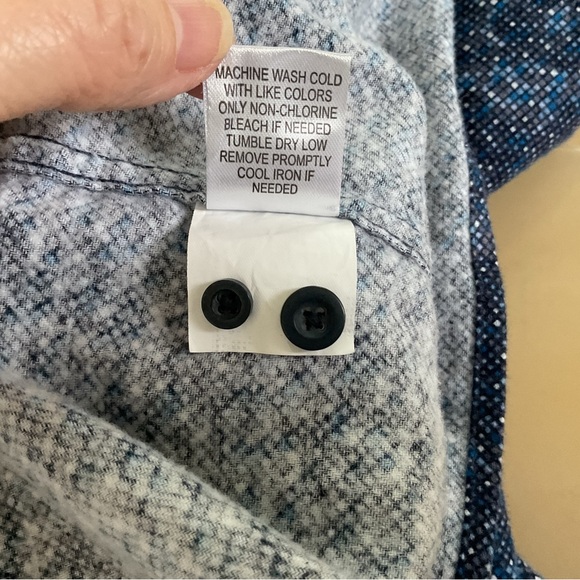 MACHINE WASH COLD
WITH LIKE COLORS
ONLY NON-CHLORINE
BLEACH IF NEEDED
TUMBLE DRY LOW
REMOVE PROMPTLY
COOL IRON IF
NEEDED